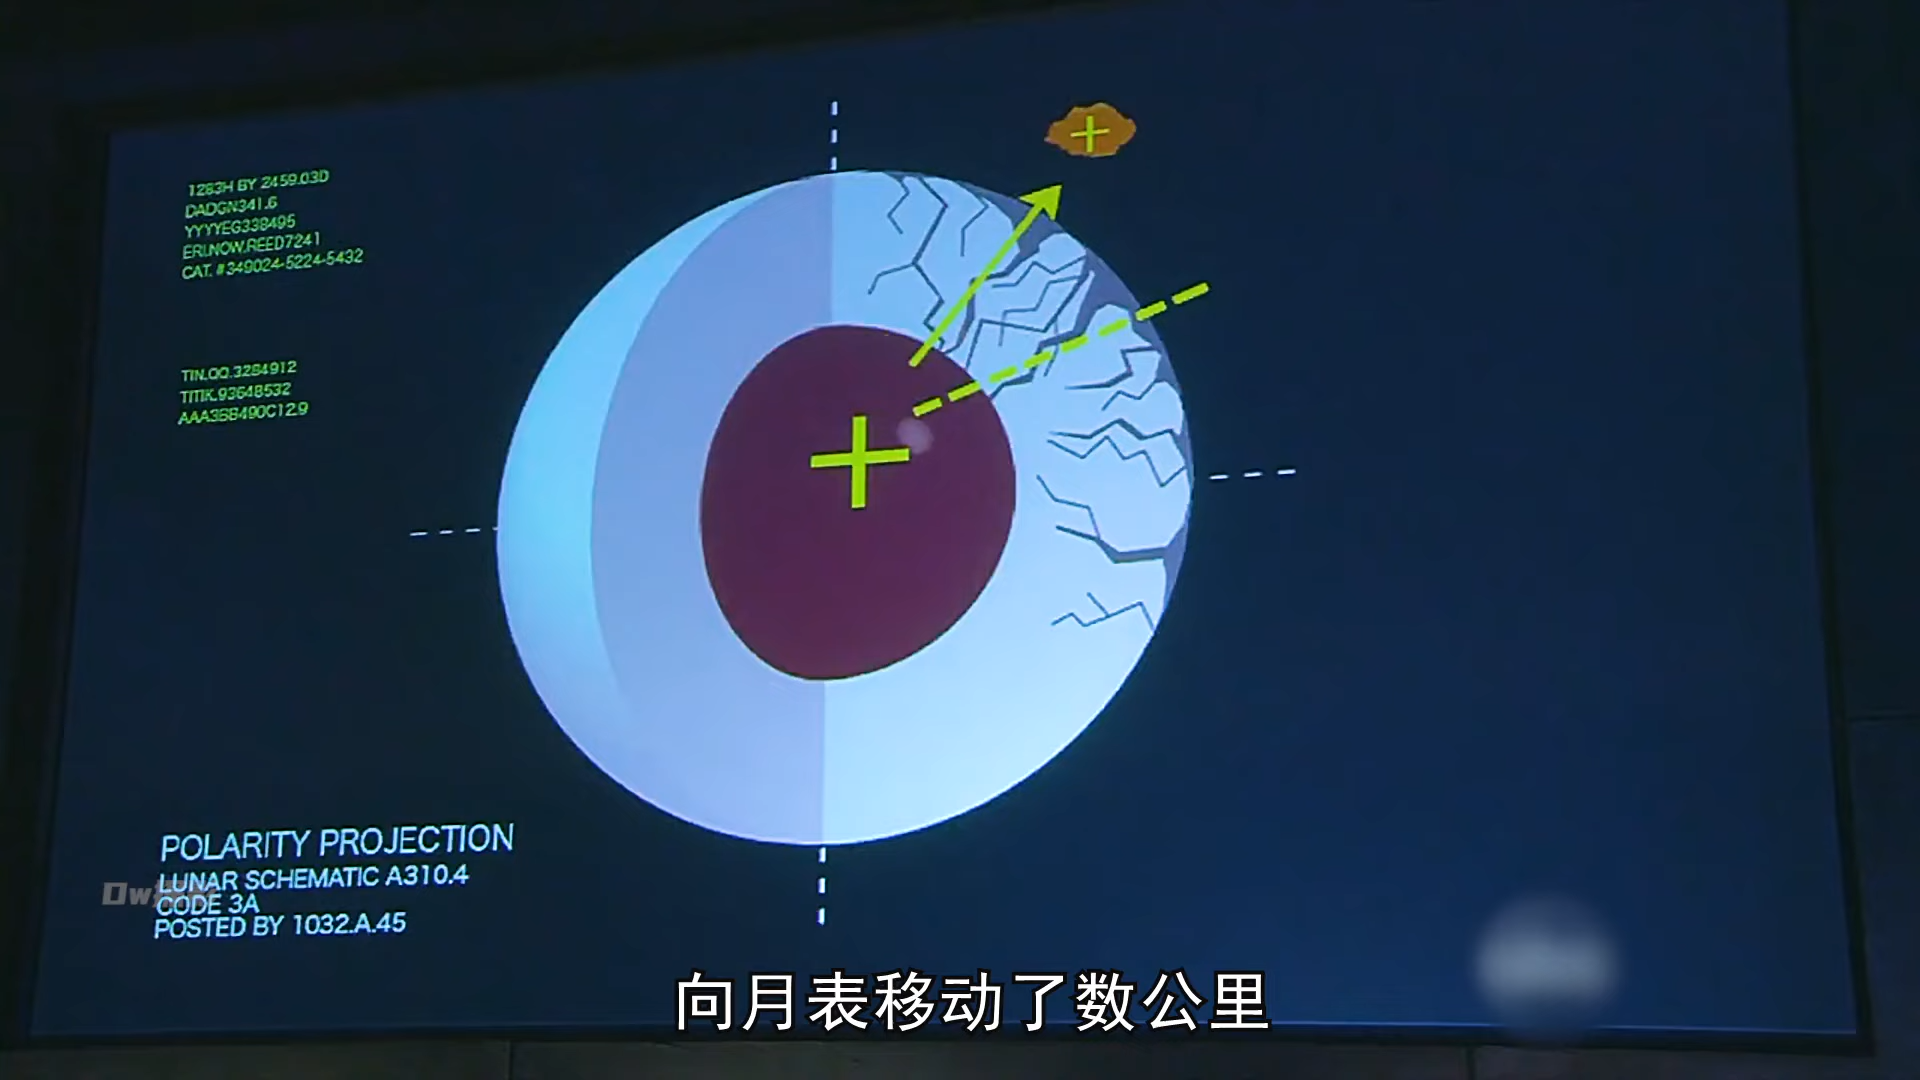 1283H BY 2459.03D
DADGN341.6
YYYYEG338495
ERI.NOW.REED7241
CAT. #349024-5224-5432
TIN.QQ.3284912
TITIK.93648532
AAA36B490C12.9
POLARITY PROJECTION
LUNAR SCHEMATIC A310.4
CODE 3A
POSTED BY 1032.A.45
向月表移动了数公里